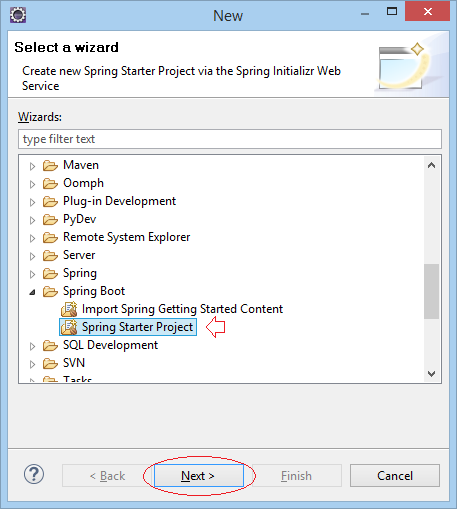 New
Select a wizard
Create new Spring Starter Project via the Spring Initializr Web
Service
Wizards:
type filter text
Maven
Oomph
Plug-in Development
PyDev
Remote System Explorer
Server
Spring
Spring Boot
Import Spring Getting Started Content
Spring Starter Project
SQL Development
SVN
Tasks
? < Back Next > Finish Cancel